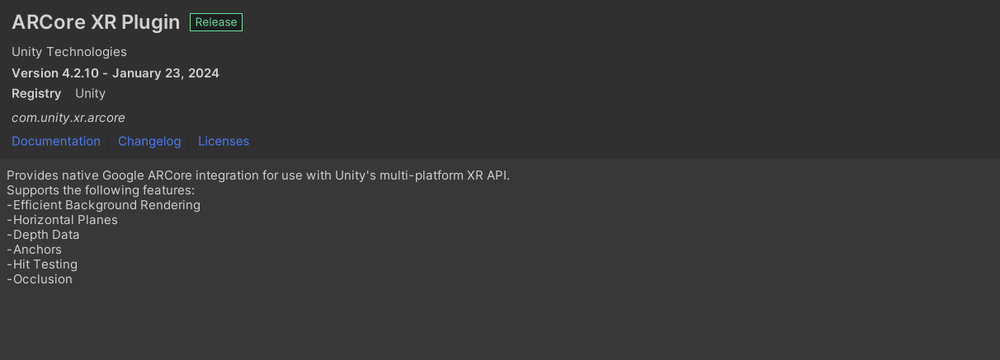 ARCore XR Plugin Release
Unity Technologies
Version 4.2.10 - January 23, 2024
Registry Unity
com.unity.xr.arcore
Documentation Changelog Licenses
Provides native Google ARCore integration for use with Unity's multi-platform XR API.
Supports the following features:
-Efficient Background Rendering
-Horizontal Planes
-Depth Data
-Anchors
-Hit Testing
-Occlusion